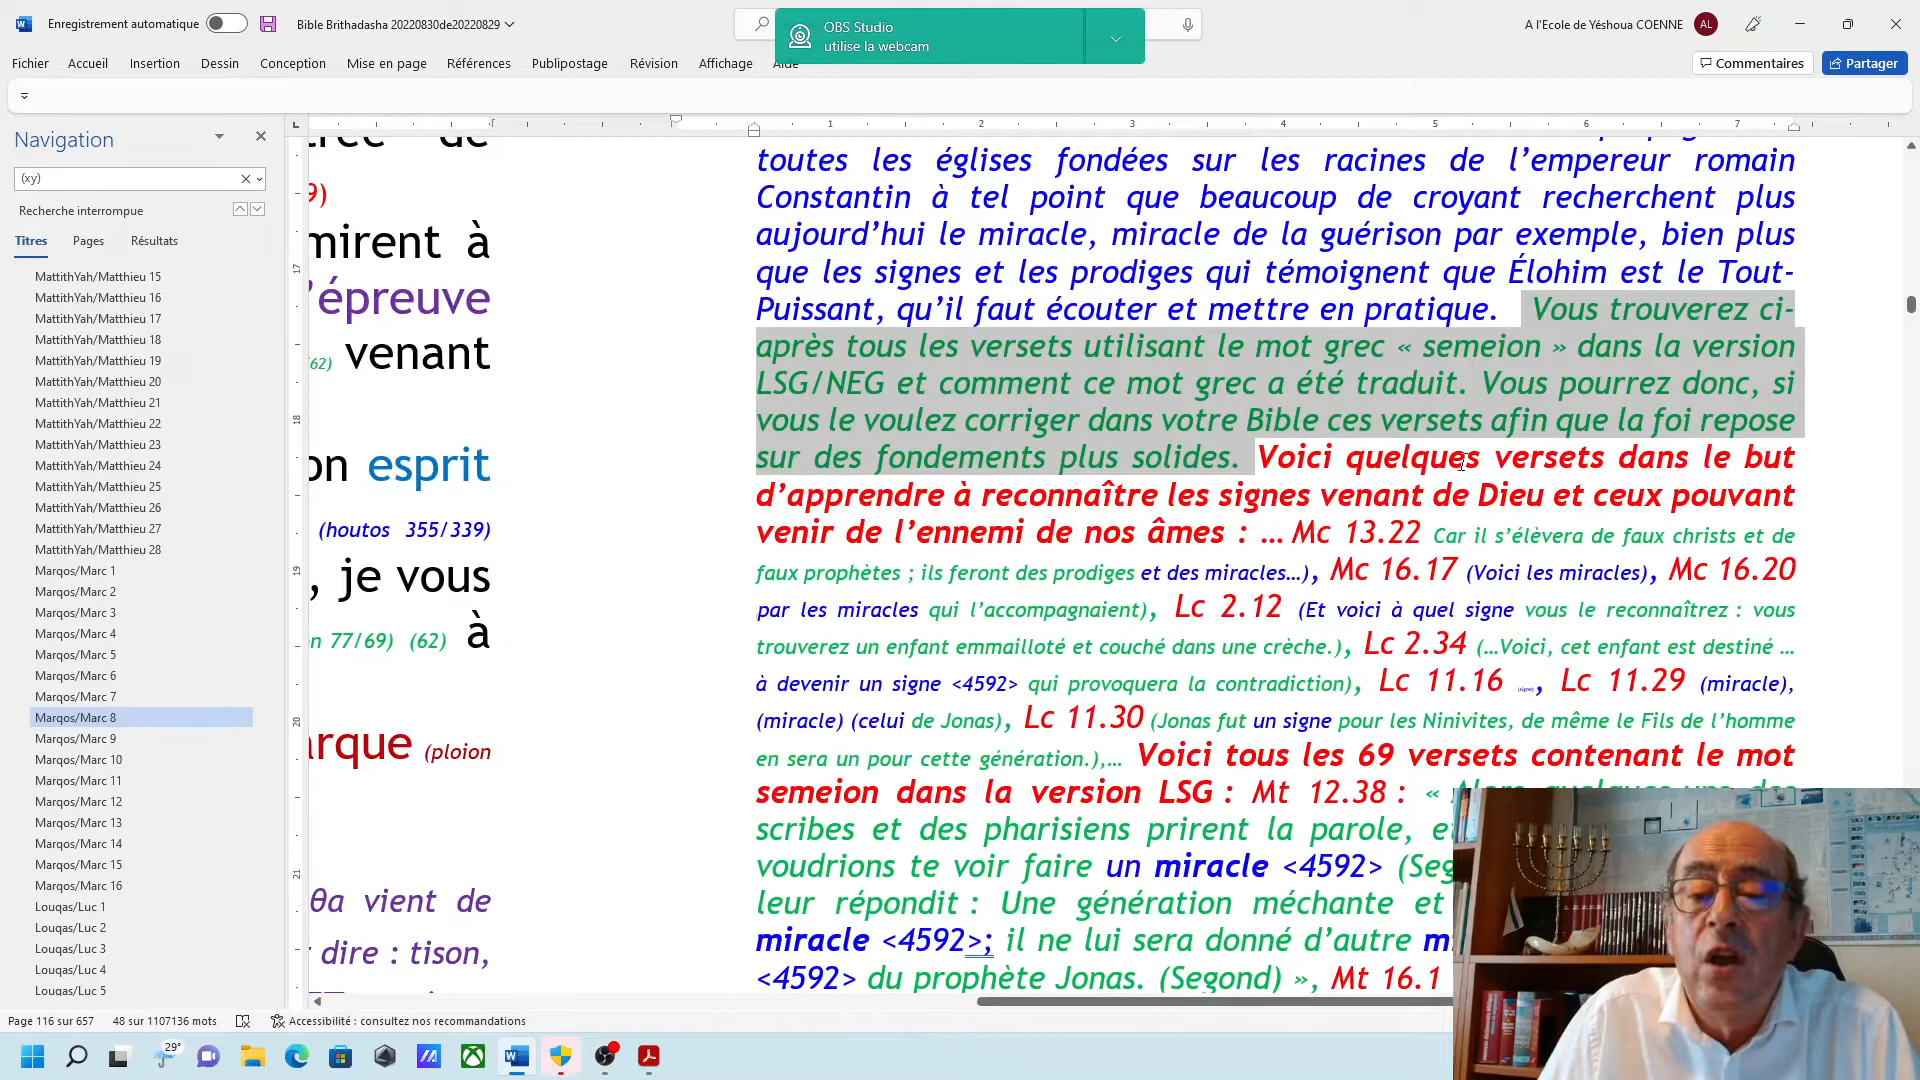 Enregistrement automatique
Bible Brithadasha 20220830de20220829
OBS Studio
utilise la webcam
A l'Ecole de Yéshoua COENNE
AL
Fichier Accueil Insertion Dessin Conception Mise en page Références Publipostage Révision Affichage Aide
Commentaires
Partager
Navigation
(xy)
Recherche interrompue
Titres Pages Résultats
MattithYah/Matthieu 15
MattithYah/Matthieu 16
MattithYah/Matthieu 17
MattithYah/Matthieu 18
MattithYah/Matthieu 19
MattithYah/Matthieu 20
MattithYah/Matthieu 21
MattithYah/Matthieu 22
MattithYah/Matthieu 23
MattithYah/Matthieu 24
MattithYah/Matthieu 25
MattithYah/Matthieu 26
MattithYah/Matthieu 27
MattithYah/Matthieu 28
Marqos/Marc 1
Marqos/Marc 2
Marqos/Marc 3
Marqos/Marc 4
Marqos/Marc 5
Marqos/Marc 6
Marqos/Marc 7
Marqos/Marc 8
Marqos/Marc 9
Marqos/Marc 10
Marqos/Marc 11
Marqos/Marc 12
Marqos/Marc 13
Marqos/Marc 14
Marqos/Marc 15
Marqos/Marc 16
Louqas/Luc 1
Louqas/Luc 2
Louqas/Luc 3
Louqas/Luc 4
Louqas/Luc 5
1 2 3 4 5 6 7
17
18
19
20
21
de
9)
mirent à
’épreuve
62) venant
on esprit
(houtos 355/339)
, je vous
n 77/69) (62) à
arque (ploion
θα vient de
dire : tison,
toutes les églises fondées sur les racines de l’empereur romain
Constantin à tel point que beaucoup de croyant recherchent plus
aujourd’hui le miracle, miracle de la guérison par exemple, bien plus
que les signes et les prodiges qui témoignent que Élohim est le Tout-
Puissant, qu’il faut écouter et mettre en pratique. Vous trouverez ci-
après tous les versets utilisant le mot grec « semeion » dans la version
LSG/NEG et comment ce mot grec a été traduit. Vous pourrez donc, si
vous le voulez corriger dans votre Bible ces versets afin que la foi repose
sur des fondements plus solides. Voici quelques versets dans le but
d’apprendre à reconnaître les signes venant de Dieu et ceux pouvant
venir de l’ennemi de nos âmes : … Mc 13.22 Car il s’élèvera de faux christs et de
faux prophètes ; ils feront des prodiges et des miracles…), Mc 16.17 (Voici les miracles), Mc 16.20
par les miracles qui l’accompagnaient), Lc 2.12 (Et voici à quel signe vous le reconnaîtrez : vous
trouverez un enfant emmailloté et couché dans une crèche.), Lc 2.34 (…Voici, cet enfant est destiné …
à devenir un signe <4592> qui provoquera la contradiction), Lc 11.16 , Lc 11.29 (miracle),
(miracle) (celui de Jonas), Lc 11.30 (Jonas fut un signe pour les Ninivites, de même le Fils de l’homme
en sera un pour cette génération.),… Voici tous les 69 versets contenant le mot
semeion dans la version LSG : Mt 12.38 : «
scribes et des pharisiens prirent la parole,
voudrions te voir faire un miracle <4592> (Seg
leur répondit : Une génération méchante et
miracle <4592>; il ne lui sera donné d’autre
<4592> du prophète Jonas. (Segond) », Mt 16.1
Page 116 sur 657 48 sur 1107136 mots Accessibilité : consultez nos recommandations
29°